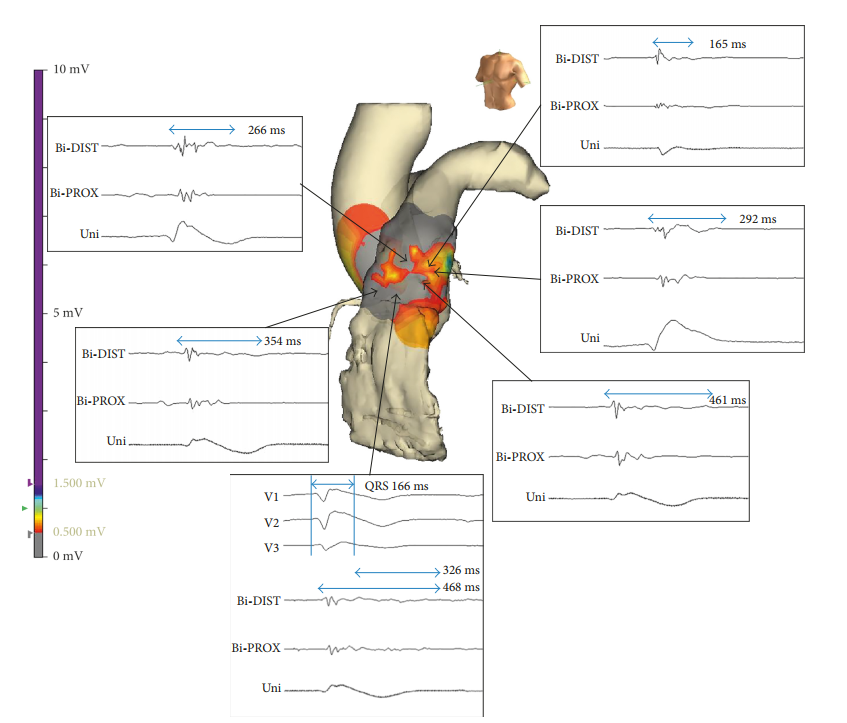 10 mV
5 mV
1.500 mV
0.500 mV
0 mV
266 ms
Bi-DIST
Bi-PROX
Uni
165 ms
Bi-DIST
Bi-PROX
Uni
292 ms
Bi-DIST
Bi-PROX
Uni
354 ms
Bi-DIST
Bi-PROX
Uni
461 ms
Bi-DIST
Bi-PROX
Uni
QRS 166 ms
V1
V2
V3
326 ms
468 ms
Bi-DIST
Bi-PROX
Uni